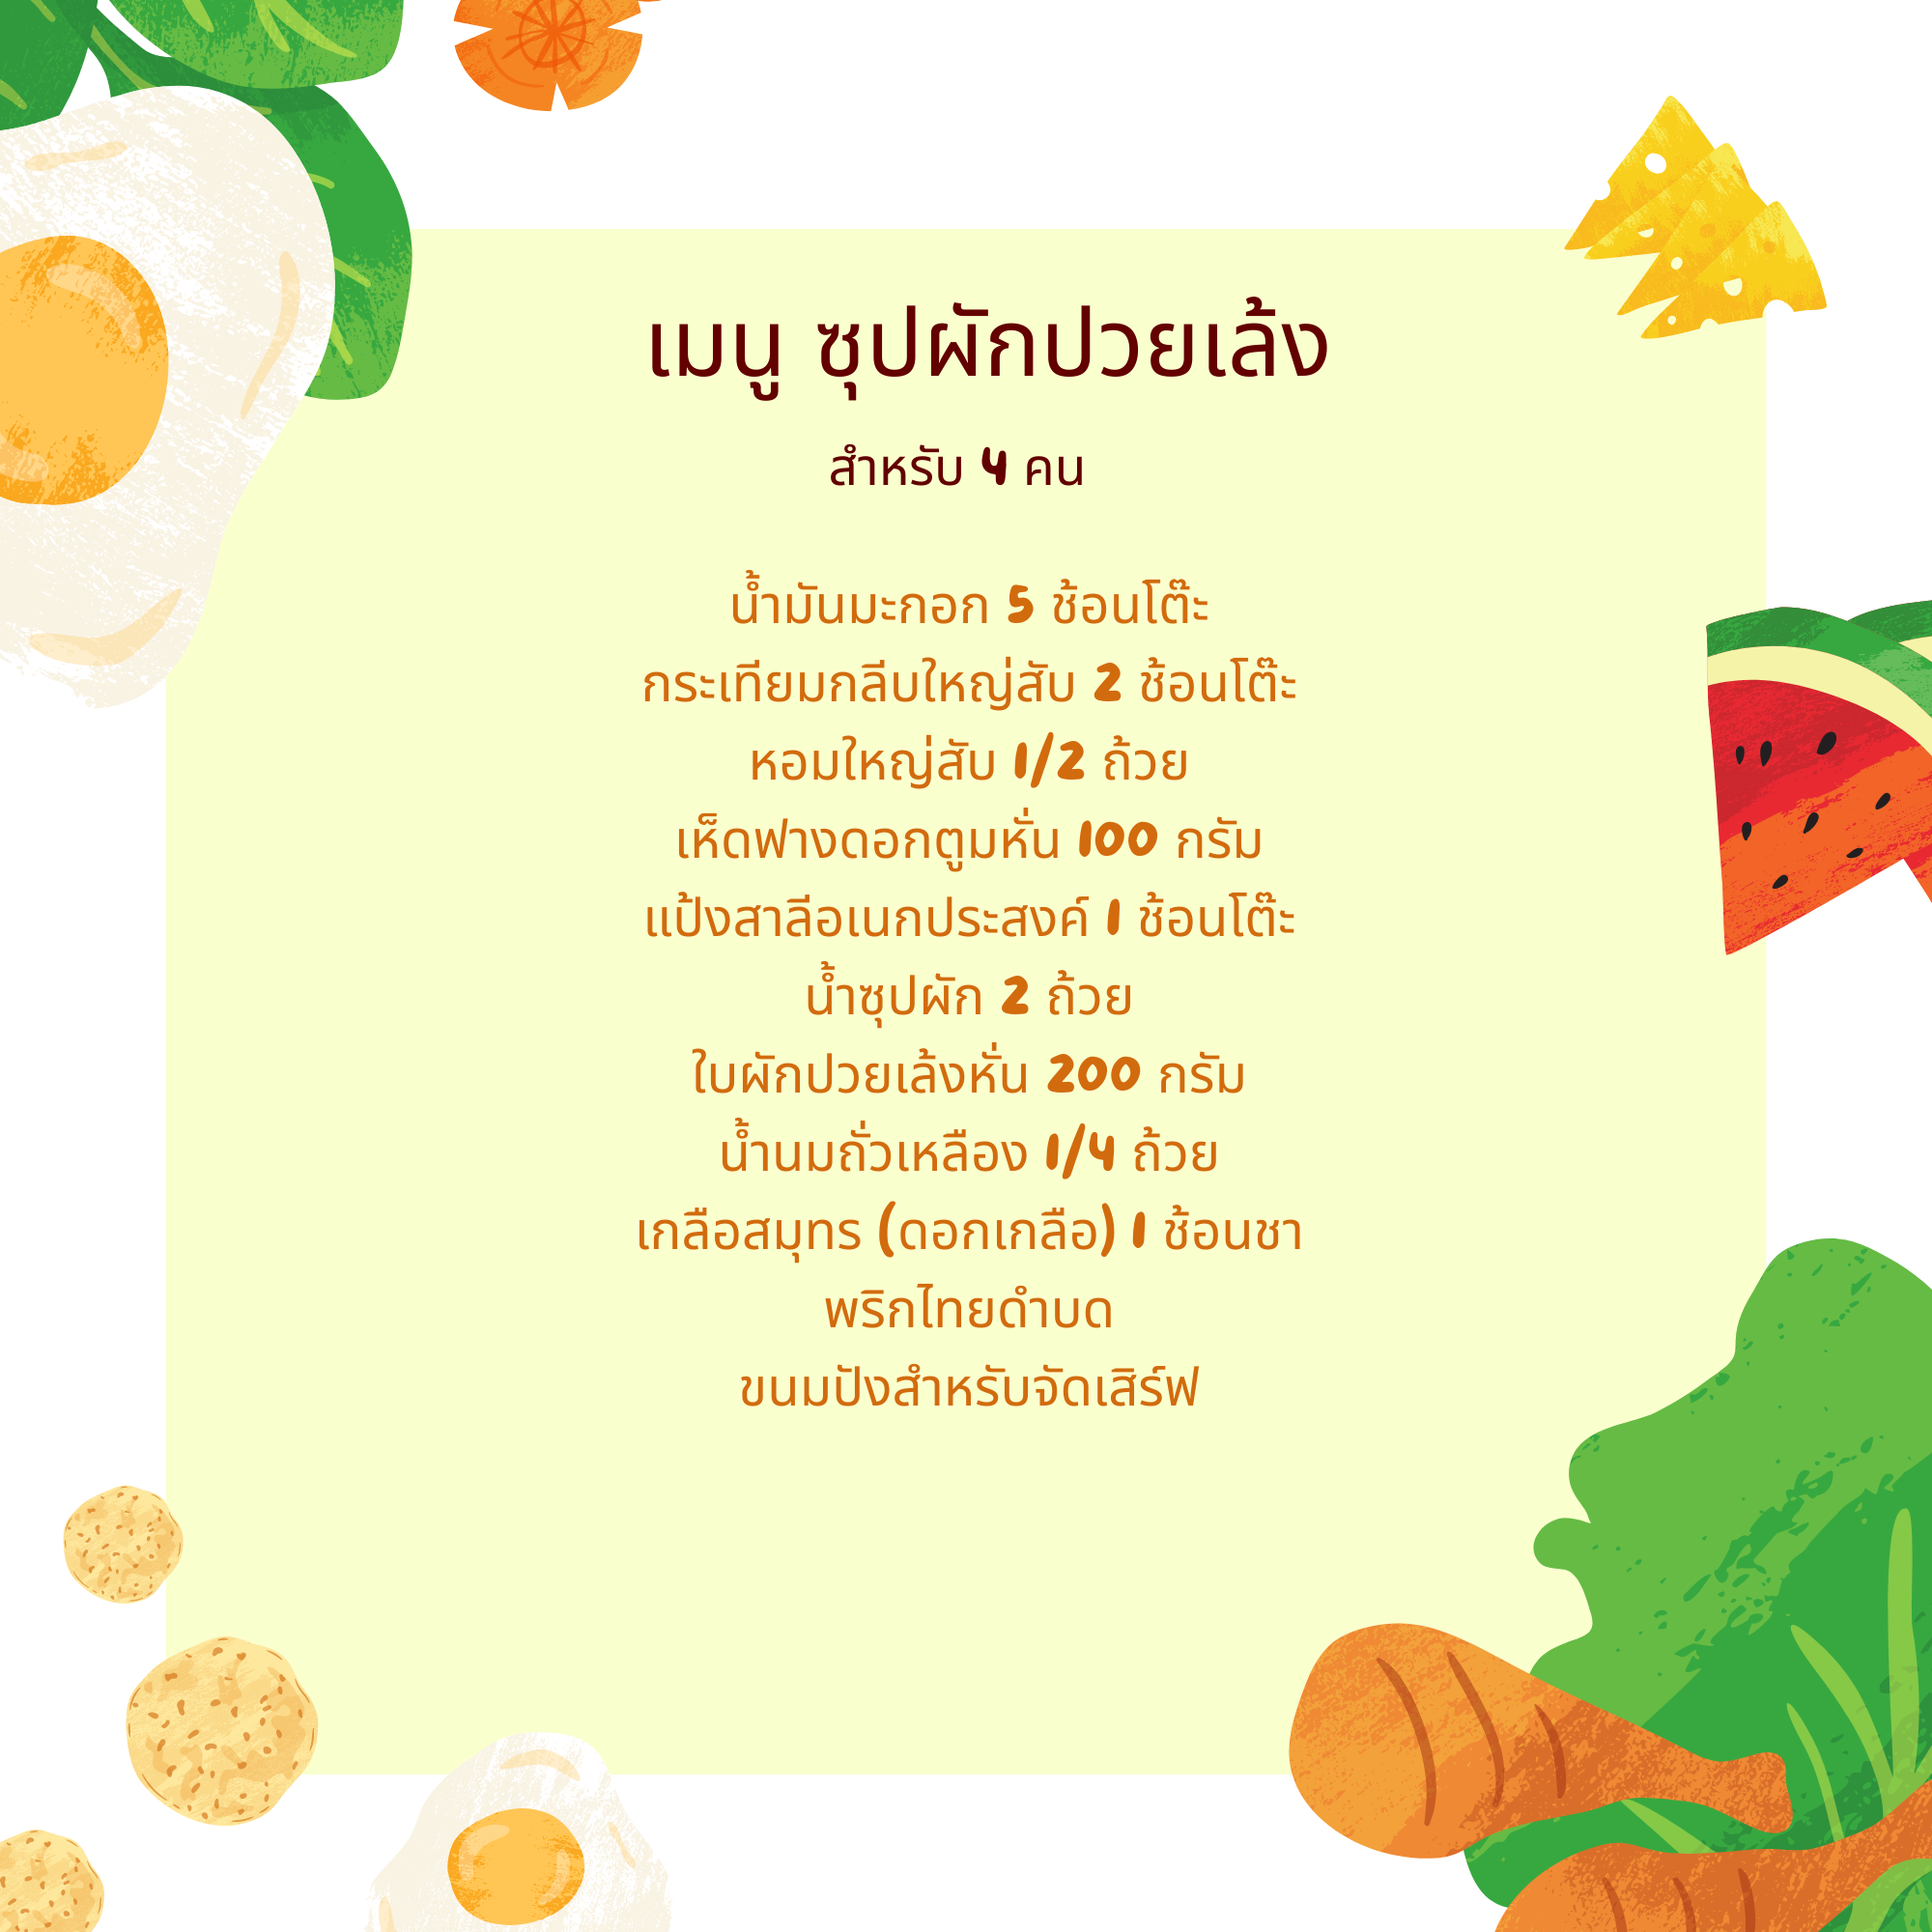 เมนู ซุปผักปวยเล้ง
สำหรับ 4 คน
น้ำมันมะกอก 5 ช้อนโต๊ะ
กระเทียมกลีบใหญ่สับ 2 ช้อนโต๊ะ
หอมใหญ่สับ 1/2 ถ้วย
เห็ดฟางดอกตูมหั่น 100 กรัม
แป้งสาลีอเนกประสงค์ 1 ช้อนโต๊ะ
น้ำซุปผัก 2 ถ้วย
ใบผักปวยเล้งหั่น 200 กรัม
น้ำนมถั่วเหลือง 1/4 ถ้วย
เกลือสมุทร (ดอกเกลือ) 1 ช้อนชา
พริกไทยดำบด
ขนมปังสำหรับจัดเสิร์ฟ